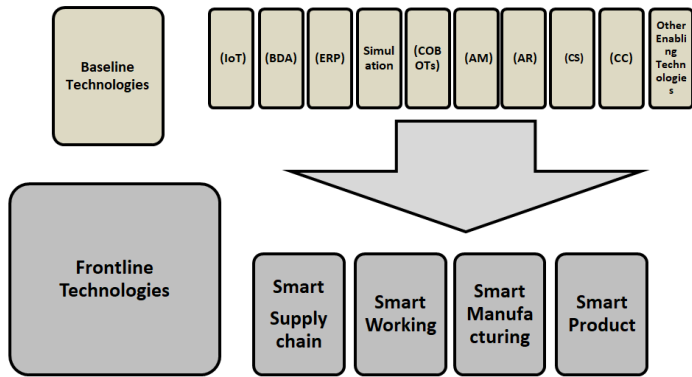 Baseline
Technologies
(IoT)
(BDA)
(ERP)
Simul
ation
(COB
OTs)
(AM)
(AR)
(CS)
(CC)
Other
Enabli
ng
Techn
ologie
s
Frontline
Technologies
Smart
Supply
chain
Smart
Working
Smart
Manufa
cturing
Smart
Product